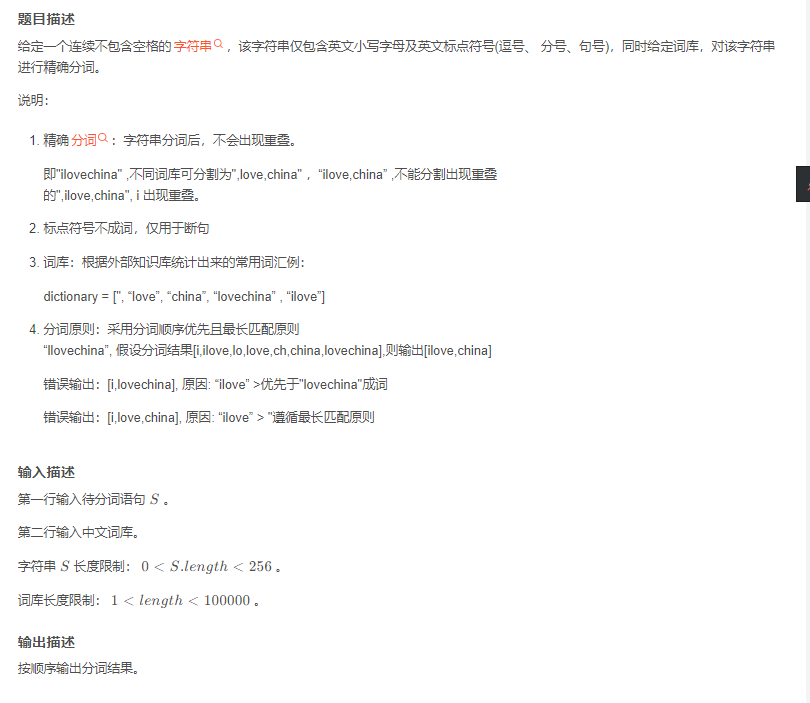 题目描述
给定一个连续不包含空格的字符串，该字符串仅包含英文小写字母及英文标点符号(逗号、 分号、句号)，同时给定词库，对该字符串
进行精确分词。
说明：
1. 精确分词： 字符串分词后，不会出现重叠。
即"ilovechina" ,不同词库可分割为",love,china" ，“ilove,china” ,不能分割出现重叠
的",ilove,china", i 出现重叠。
2. 标点符号不成词，仅用于断句
3. 词库：根据外部知识库统计出来的常用词汇例：
dictionary = [", “love”, “china”, “lovechina” , “ilove”]
4. 分词原则：采用分词顺序优先且最长匹配原则
“Ilovechina”, 假设分词结果[i,ilove,lo,love,ch,china,lovechina],则输出[ilove,china]
错误输出：[i,lovechina], 原因: “ilove” >优先于"lovechina"成词
错误输出：[i,love,china], 原因: “ilove” > "遵循最长匹配原则
输入描述
第一行输入待分词语句 S 。
第二行输入中文词库。
字符串 S 长度限制： 0 < S.length < 256 。
词库长度限制： 1 < length < 100000 。
输出描述
按顺序输出分词结果。